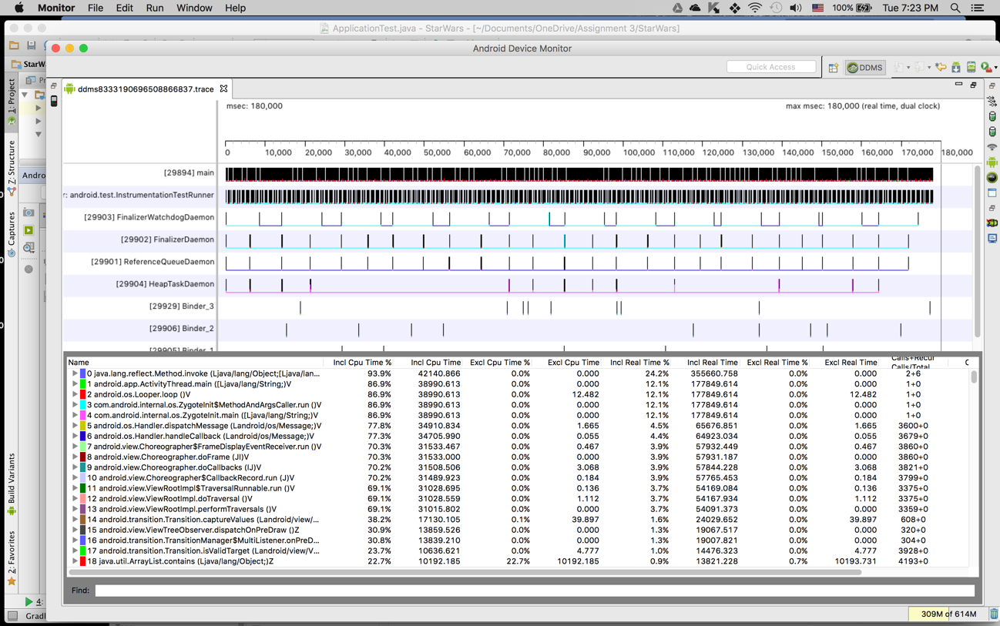 Monitor File Edit Run Window Help 100% Tue 7:23 PM
ApplicationTest.java - StarWars - [~/Documents/OneDrive/Assignment 3/StarWars]
Android Device Monitor
Quick Access DDMS
StarW
1: Project
Z: Structure
Captures
Build Variants
2: Favorites
Andro
4:
Gradl
ddms8333190696508866837.trace
msec: 180,000 max msec: 180,000 (real time, dual clock)
0 10,000 20,000 30,000 40,000 50,000 60,000 70,000 80,000 90,000 100,000 110,000 120,000 130,000 140,000 150,000 160,000 170,000 180,000
[29894] main
r: android.test.InstrumentationTestRunner
[29903] FinalizerWatchdogDaemon
[29902] FinalizerDaemon
[29901] ReferenceQueueDaemon
[29904] HeapTaskDaemon
[29929] Binder_3
[29906] Binder_2
[29905] Binder_1
Name Incl Cpu Time % Incl Cpu Time Excl Cpu Time % Excl Cpu Time Incl Real Time % Incl Real Time Excl Real Time % Excl Real Time Calls+Recur Calls/Total C
0 java.lang.reflect.Method.invoke (Ljava/lang/Object;[Ljava/lan... 93.9% 42140.866 0.0% 0.000 24.2% 355660.758 0.0% 0.000 2+6
1 android.app.ActivityThread.main ([Ljava/lang/String;)V 86.9% 38990.613 0.0% 0.000 12.1% 177849.614 0.0% 0.000 1+0
2 android.os.Looper.loop ()V 86.9% 38990.613 0.0% 12.482 12.1% 177849.614 0.0% 12.482 1+0
3 com.android.internal.os.ZygoteInit$MethodAndArgsCaller.run ()V 86.9% 38990.613 0.0% 0.000 12.1% 177849.614 0.0% 0.000 1+0
4 com.android.internal.os.ZygoteInit.main ([Ljava/lang/String;)V 86.9% 38990.613 0.0% 0.000 12.1% 177849.614 0.0% 0.000 1+0
5 android.os.Handler.dispatchMessage (Landroid/os/Message;)V 77.8% 34910.834 0.0% 1.665 4.5% 65676.851 0.0% 1.665 3600+0
6 android.os.Handler.handleCallback (Landroid/os/Message;)V 77.3% 34705.990 0.0% 0.055 4.4% 64923.034 0.0% 0.055 3679+0
7 android.view.Choreographer$FrameDisplayEventReceiver.run ()V 70.3% 31533.467 0.0% 0.467 3.9% 57932.449 0.0% 0.467 3860+0
8 android.view.Choreographer.doFrame (JI)V 70.3% 31533.000 0.0% 0.000 3.9% 57931.187 0.0% 0.000 3860+0
9 android.view.Choreographer.doCallbacks (IJ)V 70.2% 31508.506 0.0% 3.068 3.9% 57844.228 0.0% 3.068 3821+0
10 android.view.Choreographer$CallbackRecord.run (J)V 70.2% 31489.923 0.0% 0.184 3.9% 57765.453 0.0% 0.184 3799+0
11 android.view.ViewRootImpl$TraversalRunnable.run ()V 69.1% 31028.695 0.0% 0.136 3.7% 54169.084 0.0% 0.136 3375+0
12 android.view.ViewRootImpl.doTraversal ()V 69.1% 31028.559 0.0% 1.112 3.7% 54167.934 0.0% 1.112 3375+0
13 android.view.ViewRootImpl.performTraversals ()V 69.1% 31015.802 0.0% 0.000 3.7% 54091.373 0.0% 0.000 3359+0
14 android.transition.Transition.captureValues (Landroid/view/... 38.2% 17130.105 0.1% 39.897 1.6% 24029.652 0.0% 39.897 608+0
15 android.view.ViewTreeObserver.dispatchOnPreDraw ()Z 30.9% 13859.526 0.0% 0.000 1.3% 19067.517 0.0% 0.000 320+0
16 android.transition.TransitionManager$MultiListener.onPreD... 30.8% 13839.210 0.0% 0.000 1.3% 19007.821 0.0% 0.000 304+0
17 android.transition.Transition.isValidTarget (Landroid/view/V... 23.7% 10636.621 0.0% 4.777 1.0% 14476.323 0.0% 4.777 3928+0
18 java.util.ArrayList.contains (Ljava/lang/Object;)Z 22.7% 10192.185 22.7% 10192.185 0.9% 13821.228 0.7% 10193.731 4193+0
Find:
309M of 614M